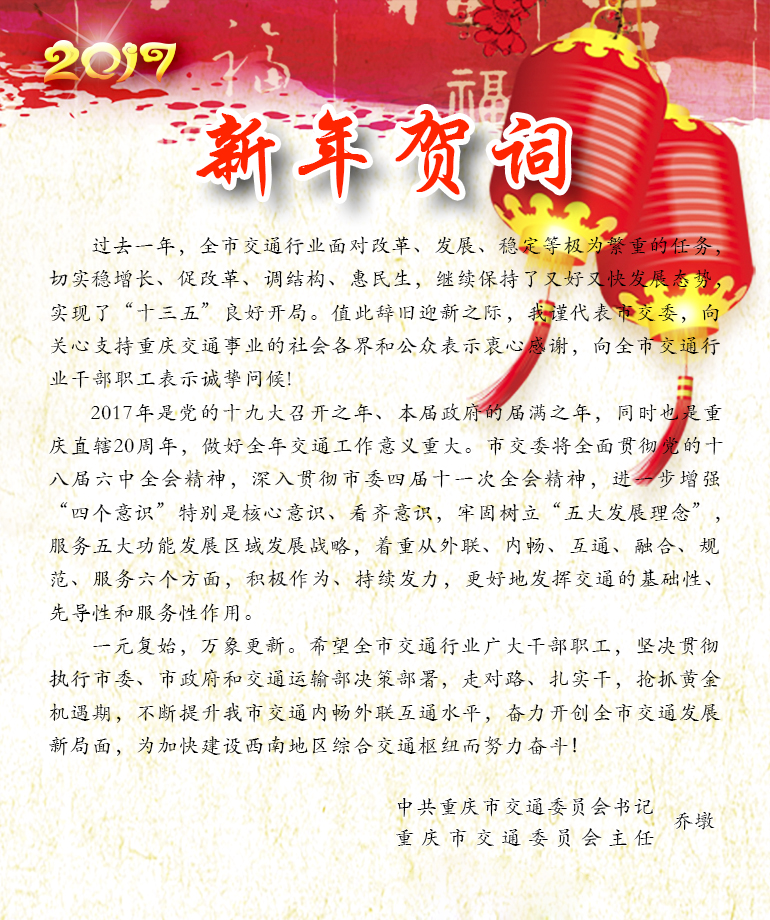 2017
福
福
新年贺词
过去一年，全市交通行业面对改革、发展、稳定等极为繁重的任务，
切实稳增长、促改革、调结构、惠民生，继续保持了又好又快发展态势，
实现了“十三五”良好开局。值此辞旧迎新之际，我谨代表市交委，向
关心支持重庆交通事业的社会各界和公众表示衷心感谢，向全市交通行
业干部职工表示诚挚问候!
2017年是党的十九大召开之年、本届政府的届满之年，同时也是重
庆直辖20周年，做好全年交通工作意义重大。市交委将全面贯彻党的十
八届六中全会精神，深入贯彻市委四届十一次全会精神，进一步增强
“四个意识”特别是核心意识、看齐意识，牢固树立“五大发展理念”，
服务五大功能发展区域发展战略，着重从外联、内畅、互通、融合、规
范、服务六个方面，积极作为、持续发力，更好地发挥交通的基础性、
先导性和服务性作用。
一元复始，万象更新。希望全市交通行业广大干部职工，坚决贯彻
执行市委、市政府和交通运输部决策部署，走对路、扎实干，抢抓黄金
机遇期，不断提升我市交通内畅外联互通水平，奋力开创全市交通发展
新局面，为加快建设西南地区综合交通枢纽而努力奋斗！
中共重庆市交通委员会书记
重庆市交通委员会主任
乔墩